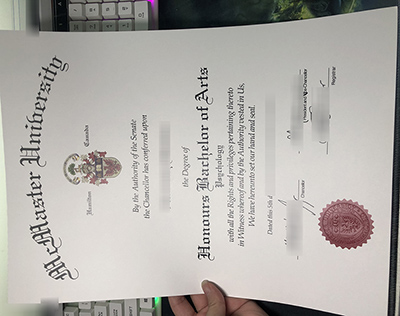 McMaster University
Hamilton Canada
By the Authority of the Senate
the Chancellor has conferred upon
the Degree of
Honours Bachelor of Arts
Psychology
with all the Rights and privileges pertaining thereto
in Witness whereof and by the Authority vested in Us,
We have hereunto set our hand and seal.
Dated this 5th d
Chancellor
President and Vice-Chancellor
Registrar